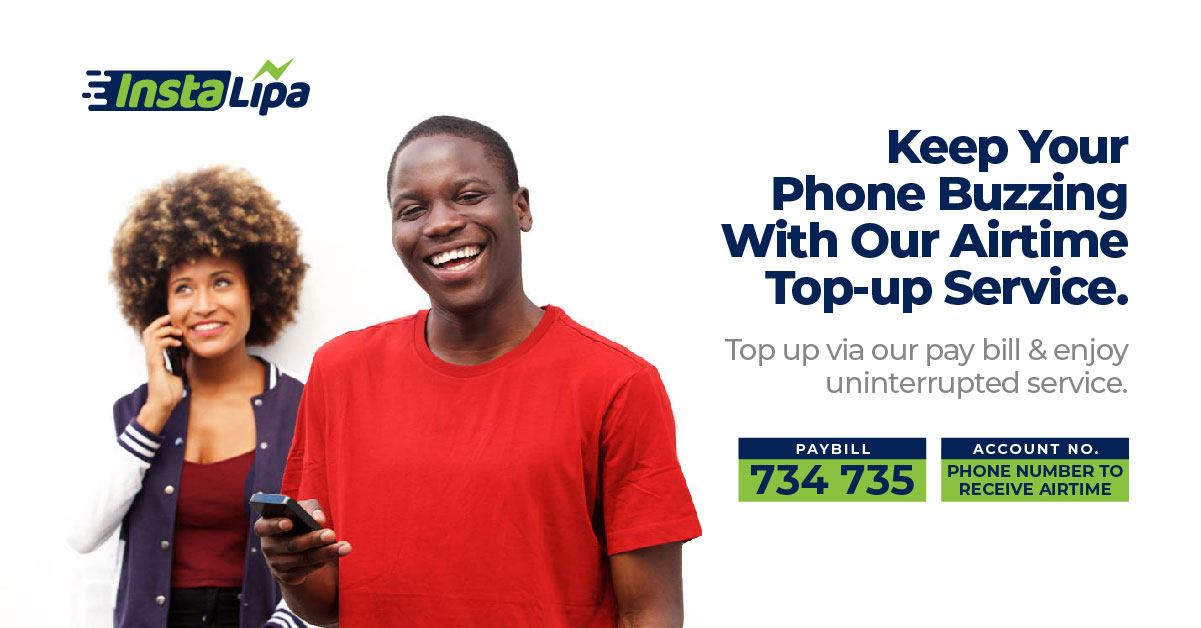 InstaLipa
Keep Your
Phone Buzzing
With Our Airtime
Top-up Service.
Top up via our pay bill & enjoy
uninterrupted service.
PAYBILL
734 735
ACCOUNT NO.
PHONE NUMBER TO
RECEIVE AIRTIME